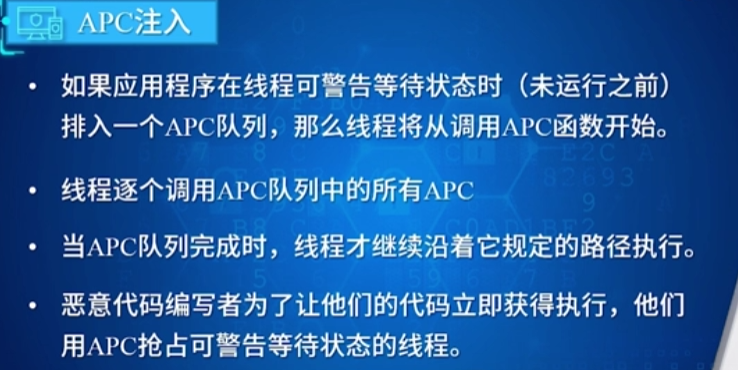 APC注入
• 如果应用程序在线程可警告等待状态时（未运行之前）
排入一个APC队列，那么线程将从调用APC函数开始。
• 线程逐个调用APC队列中的所有APC
• 当APC队列完成时，线程才继续沿着它规定的路径执行。
• 恶意代码编写者为了让他们的代码立即获得执行，他们
用APC抢占可警告等待状态的线程。